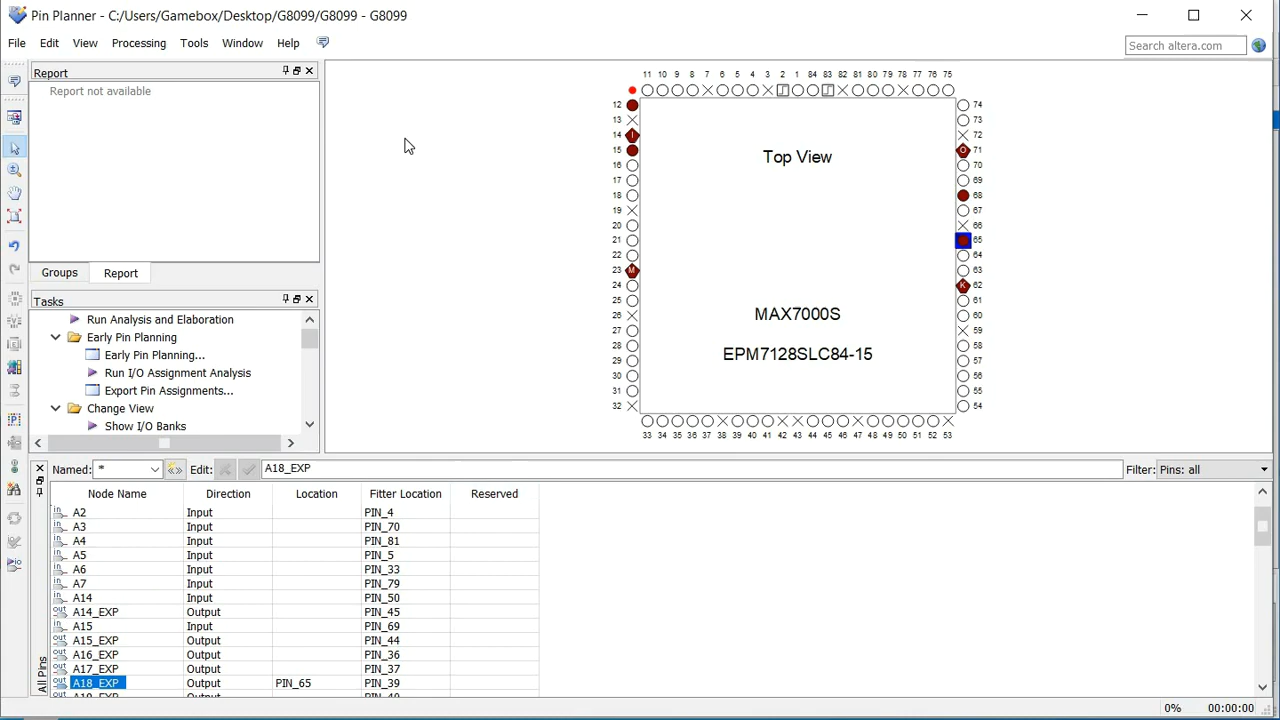 Pin Planner - C:/Users/Gamebox/Desktop/G8099/G8099 - G8099
File Edit View Processing Tools Window Help
Search altera.com
Report
Report not available
Groups Report
Tasks
Run Analysis and Elaboration
Early Pin Planning
Early Pin Planning...
Run I/O Assignment Analysis
Export Pin Assignments...
Change View
Show I/O Banks
11 10 9 8 7 6 5 4 3 2 1 84 83 82 81 80 79 78 77 76 75
12 74
13 73
14 I 72
15 O 71
16 70
17 69
18 68
19 67
20 66
21 65
22 64
23 M 63
24 K 62
25 61
26 60
27 59
28 58
29 57
30 56
31 55
32 54
Top View
MAX7000S
EPM7128SLC84-15
33 34 35 36 37 38 39 40 41 42 43 44 45 46 47 48 49 50 51 52 53
Named: * Edit: A18_EXP Filter: Pins: all
Node Name Direction Location Fitter Location Reserved
A2 Input PIN_4
A3 Input PIN_70
A4 Input PIN_81
A5 Input PIN_5
A6 Input PIN_33
A7 Input PIN_79
A14 Input PIN_50
A14_EXP Output PIN_45
A15 Input PIN_69
A15_EXP Output PIN_44
A16_EXP Output PIN_36
A17_EXP Output PIN_37
A18_EXP Output PIN_65 PIN_39
All Pins
0% 00:00:00